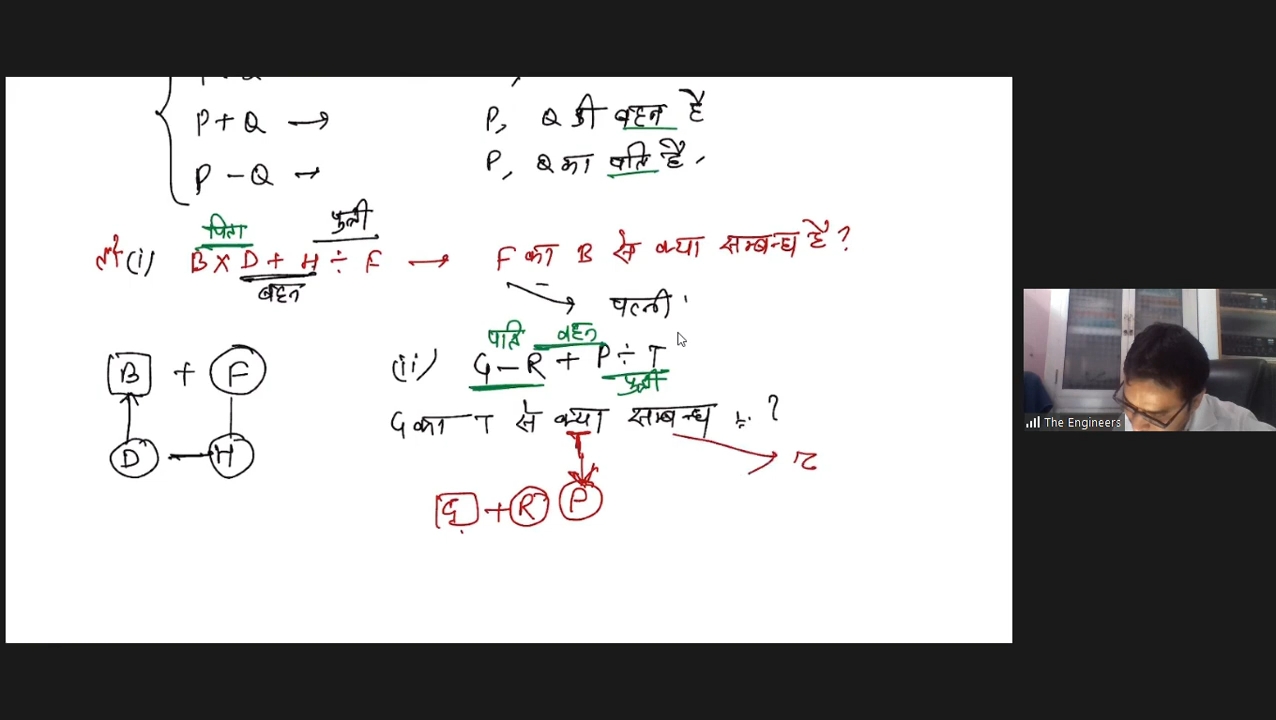 P + Q → P, Q की बहन है
P - Q → P, Q का पति है,
पिता पुत्री
(i) B × D + H ÷ F → F का B से क्या सम्बन्ध है ?
बहन
पत्नी
पति बहन
(ii) G - R + P ÷ T
पुत्री
G का T से क्या सम्बन्ध ?
B + F
D H
T
G + R P
The Engineers